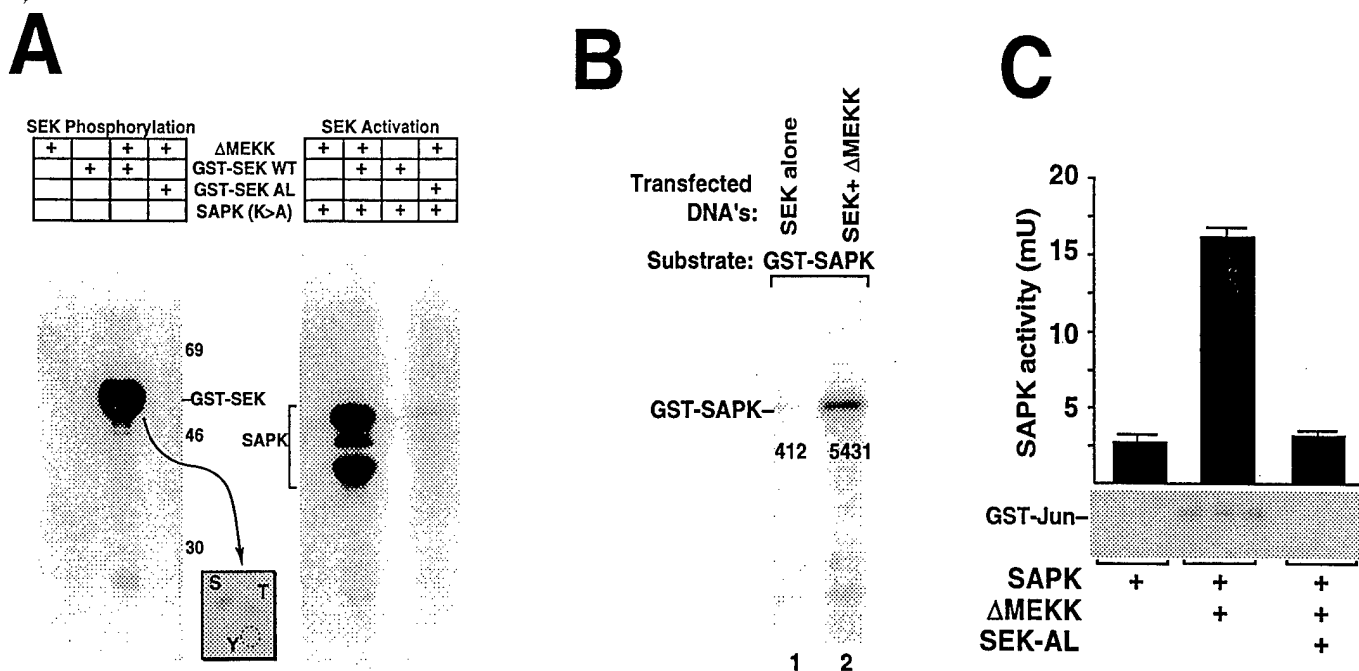 A
SEK Phosphorylation SEK Activation
+ + + ΔMEKK + + +
+ + GST-SEK WT + +
+ GST-SEK AL +
SAPK (K>A) + + + +
69
–GST-SEK
46
SAPK
30
S T
Y
B
Transfected DNA's:
SEK alone
SEK+ ΔMEKK
Substrate: GST-SAPK
GST-SAPK–
412 5431
1 2
C
SAPK activity (mU)
20
15
10
5
GST-Jun–
SAPK + + +
ΔMEKK + +
SEK-AL +